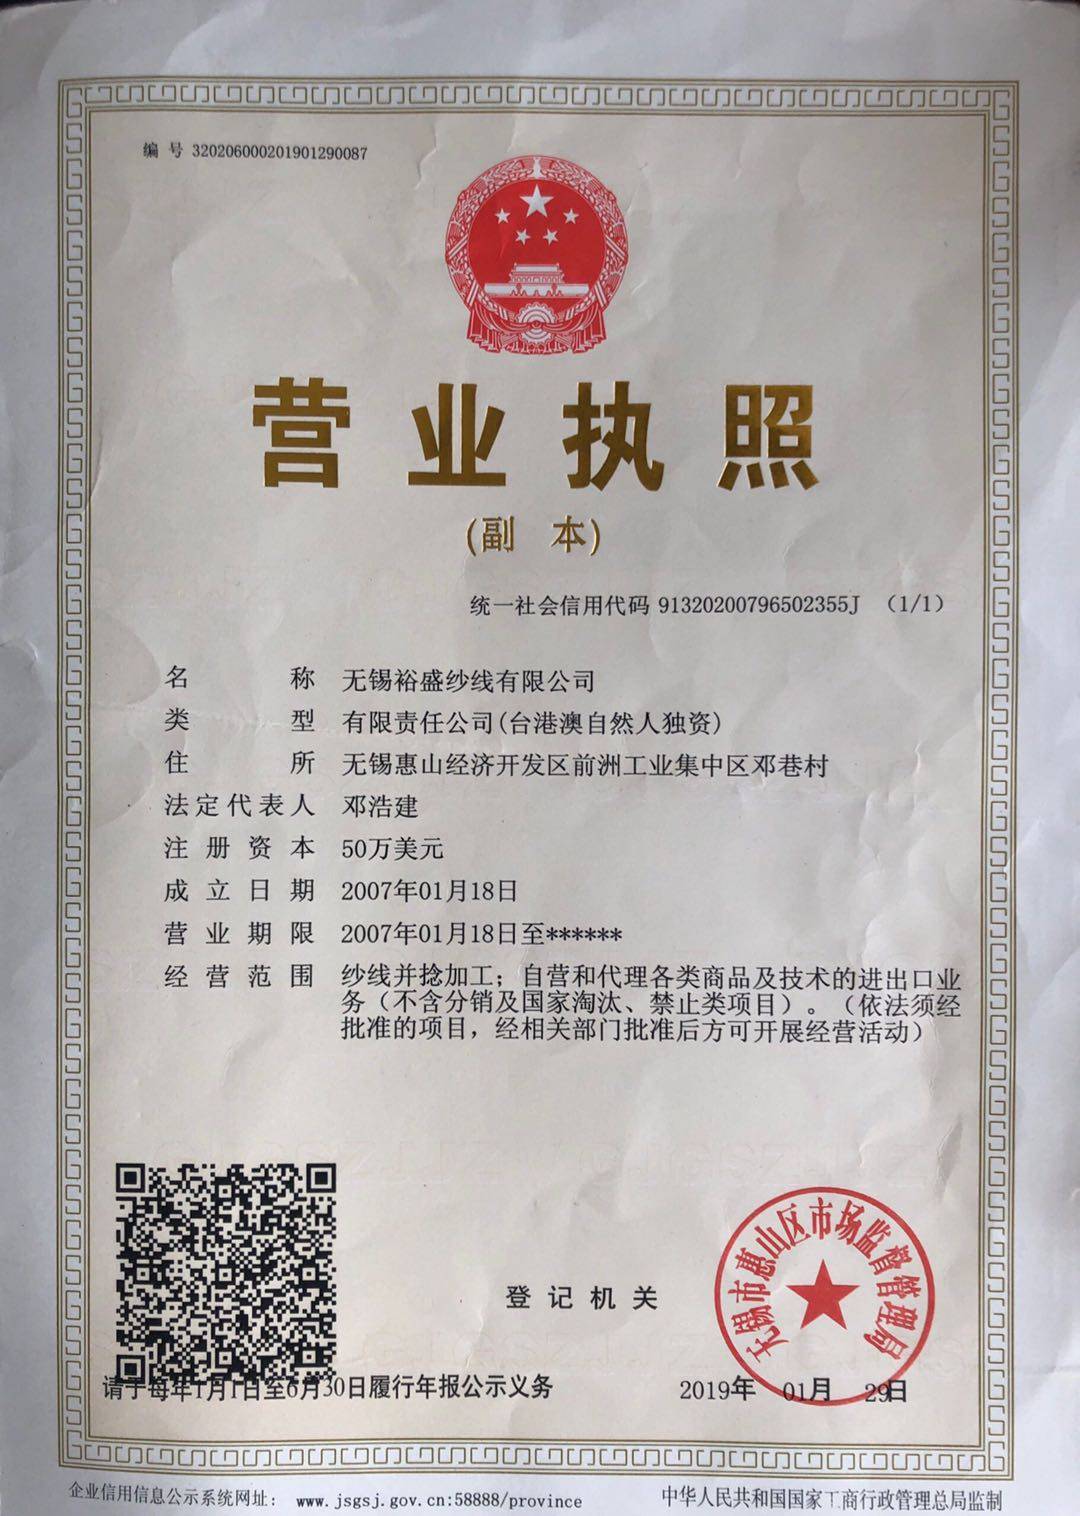 编 号 320206000201901290087
营业执照
(副 本)
统一社会信用代码 91320200796502355J （1/1）
名 称 无锡裕盛纱线有限公司
类 型 有限责任公司(台港澳自然人独资)
住 所 无锡惠山经济开发区前洲工业集中区邓巷村
法定代表人 邓浩建
注册资本 50万美元
成立日期 2007年01月18日
营业期限 2007年01月18日至******
经营范围 纱线并捻加工；自营和代理各类商品及技术的进出口业
务（不含分销及国家淘汰、禁止类项目）。（依法须经
批准的项目，经相关部门批准后方可开展经营活动）
登记机关
无锡市惠山区市场监督管理局
请于每年1月1日至6月30日履行年报公示义务
2019年 01月 29日
企业信用信息公示系统网址： www.jsgsj.gov.cn:58888/province
中华人民共和国国家工商行政管理总局监制